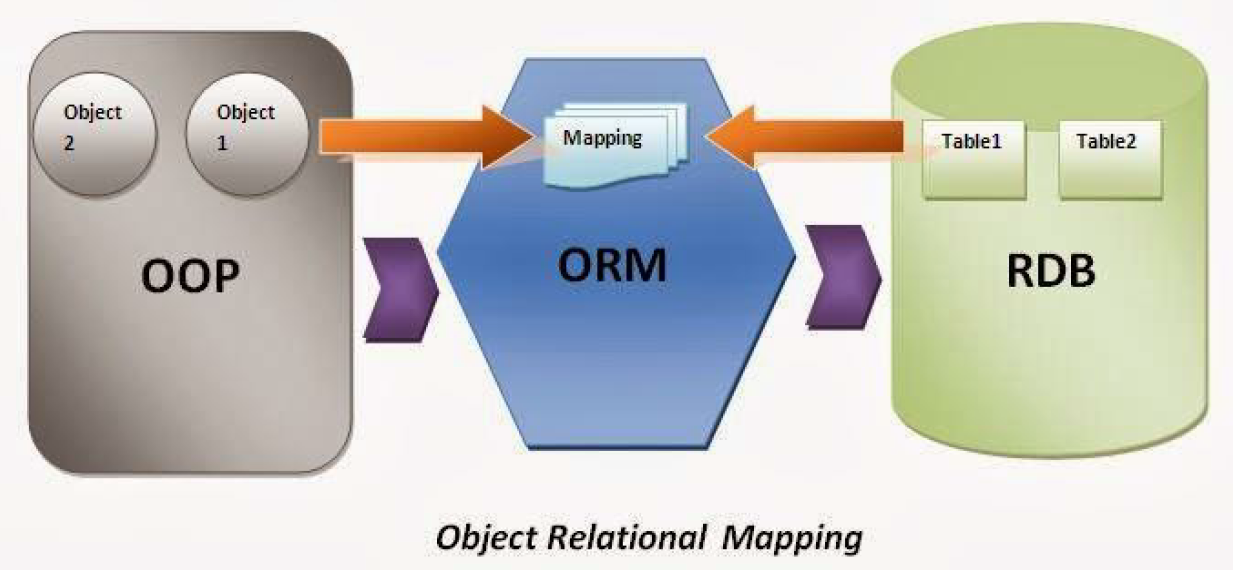 Object
2
Object
1
Mapping
Table1
Table2
OOP
ORM
RDB
Object Relational Mapping